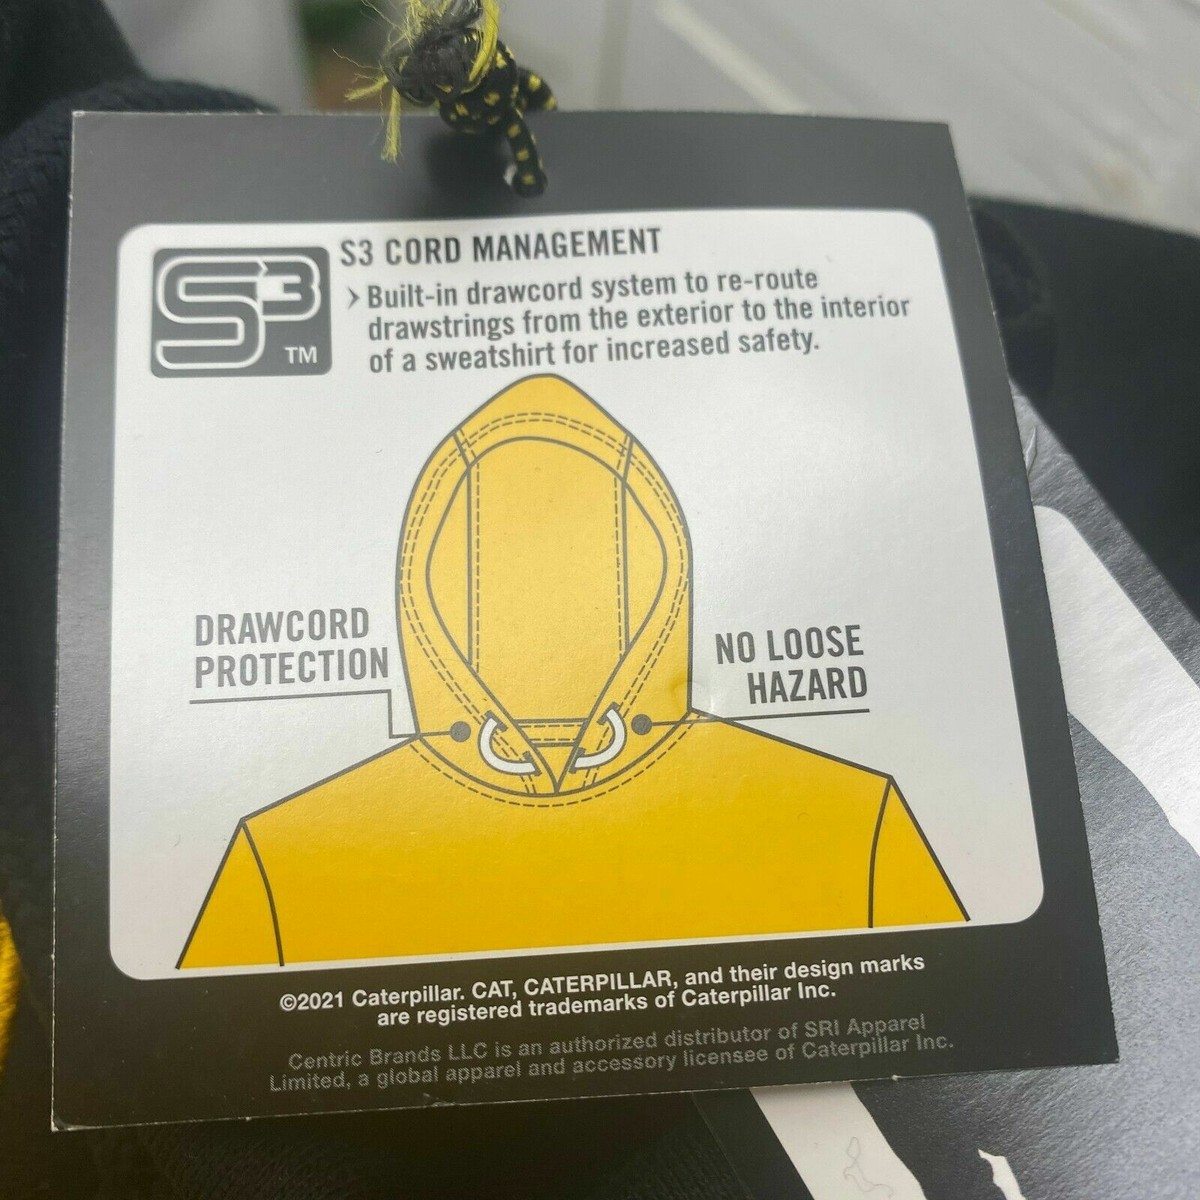 S3
TM
S3 CORD MANAGEMENT
› Built-in drawcord system to re-route
drawstrings from the exterior to the interior
of a sweatshirt for increased safety.
DRAWCORD
PROTECTION
NO LOOSE
HAZARD
©2021 Caterpillar. CAT, CATERPILLAR, and their design marks
are registered trademarks of Caterpillar Inc.
Centric Brands LLC is an authorized distributor of SRI Apparel
Limited, a global apparel and accessory licensee of Caterpillar Inc.